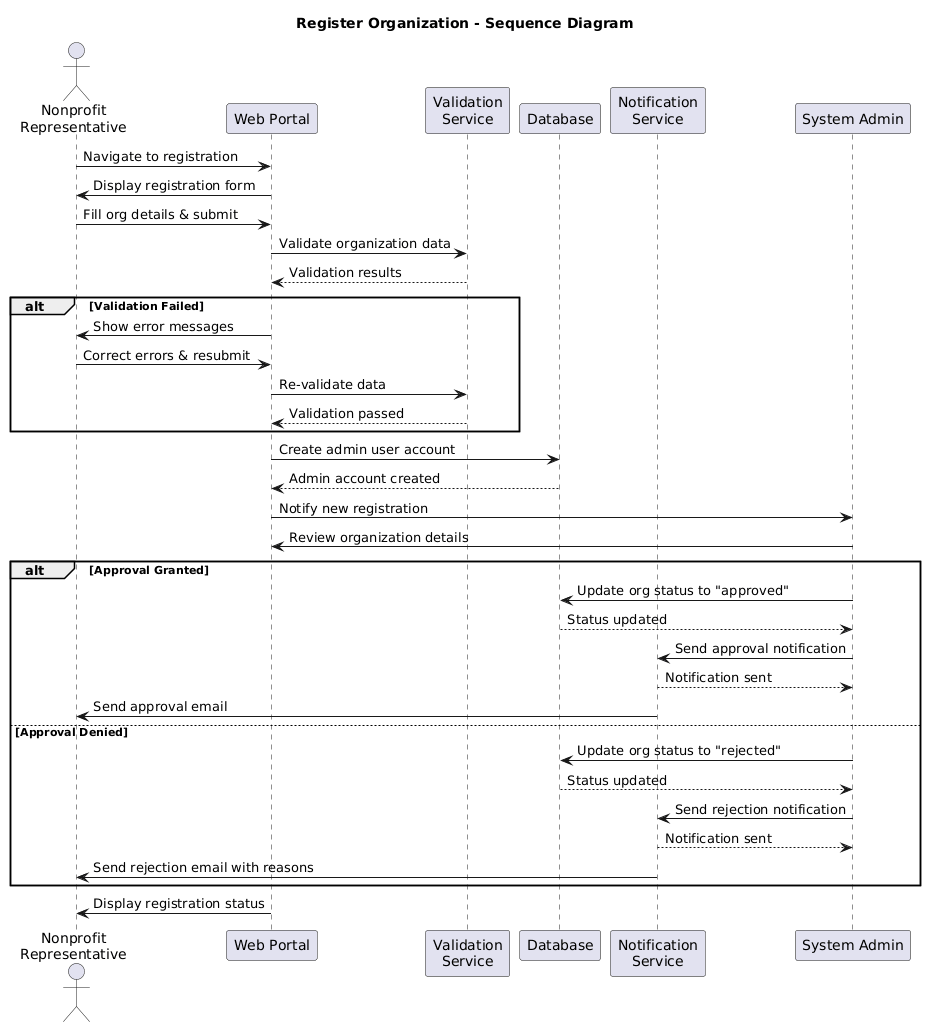 Register Organization - Sequence Diagram
Nonprofit
Representative
Web Portal
Validation
Service
Database
Notification
Service
System Admin
Navigate to registration
Display registration form
Fill org details & submit
Validate organization data
Validation results
alt
[Validation Failed]
Show error messages
Correct errors & resubmit
Re-validate data
Validation passed
Create admin user account
Admin account created
Notify new registration
Review organization details
alt
[Approval Granted]
Update org status to "approved"
Status updated
Send approval notification
Notification sent
Send approval email
[Approval Denied]
Update org status to "rejected"
Status updated
Send rejection notification
Notification sent
Send rejection email with reasons
Display registration status
Nonprofit
Representative
Web Portal
Validation
Service
Database
Notification
Service
System Admin